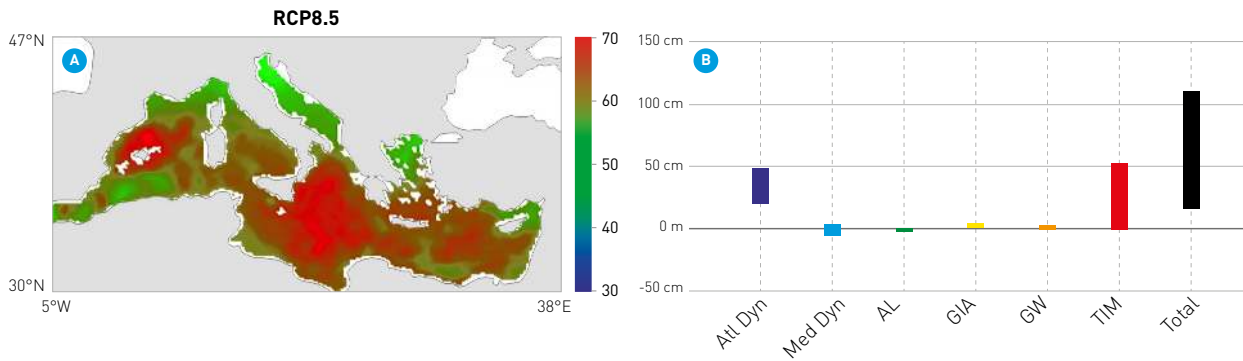 RCP8.5
47°N
30°N
5°W
38°E
A
70
60
50
40
30
B
150 cm
100 cm
50 cm
0 m
-50 cm
Atl Dyn
Med Dyn
AL
GIA
GW
TIM
Total